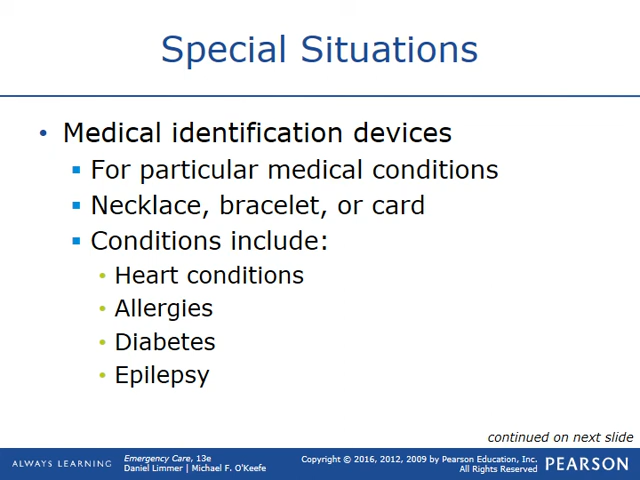 Special Situations
• Medical identification devices
▪ For particular medical conditions
▪ Necklace, bracelet, or card
▪ Conditions include:
• Heart conditions
• Allergies
• Diabetes
• Epilepsy
continued on next slide
ALWAYS LEARNING
Emergency Care, 13e
Daniel Limmer | Michael F. O'Keefe
Copyright © 2016, 2012, 2009 by Pearson Education, Inc.
All Rights Reserved
PEARSON